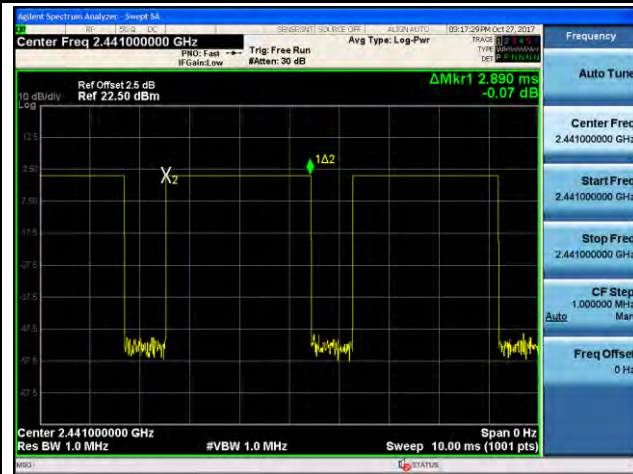 Agilent Spectrum Analyzer - Swept SA
RF 50 Ω DC SENSE:INT SOURCE OFF ALIGN AUTO 03:17:29PM Oct 27, 2017
Center Freq 2.441000000 GHz
PNO: Fast
IFGain:Low
Trig: Free Run
#Atten: 30 dB
Avg Type: Log-Pwr
TRACE 1 2 3 4 5 6
TYPE
DET P P N N N N
Frequency
ΔMkr1 2.890 ms
-0.07 dB
Ref Offset 2.5 dB
Ref 22.50 dBm
10 dB/div
Log
12.5
2.50
-7.50
-17.5
-27.5
-37.5
-47.5
-57.5
-67.5
X2
1Δ2
Auto Tune
Center Freq
2.441000000 GHz
Start Freq
2.441000000 GHz
Stop Freq
2.441000000 GHz
CF Step
1.000000 MHz
Auto Man
Freq Offset
0 Hz
Center 2.441000000 GHz
Span 0 Hz
Res BW 1.0 MHz
#VBW 1.0 MHz
Sweep 10.00 ms (1001 pts)
MSG
STATUS